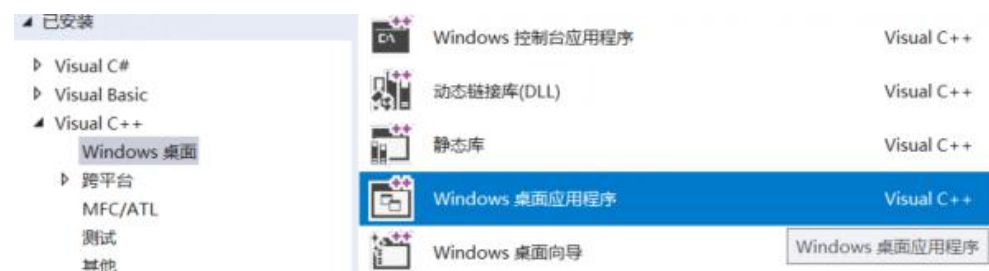 已安装
Visual C#
Visual Basic
Visual C++
Windows 桌面
跨平台
MFC/ATL
测试
其他
Windows 控制台应用程序 Visual C++
动态链接库(DLL) Visual C++
静态库 Visual C++
Windows 桌面应用程序 Visual C++
Windows 桌面向导
Windows 桌面应用程序